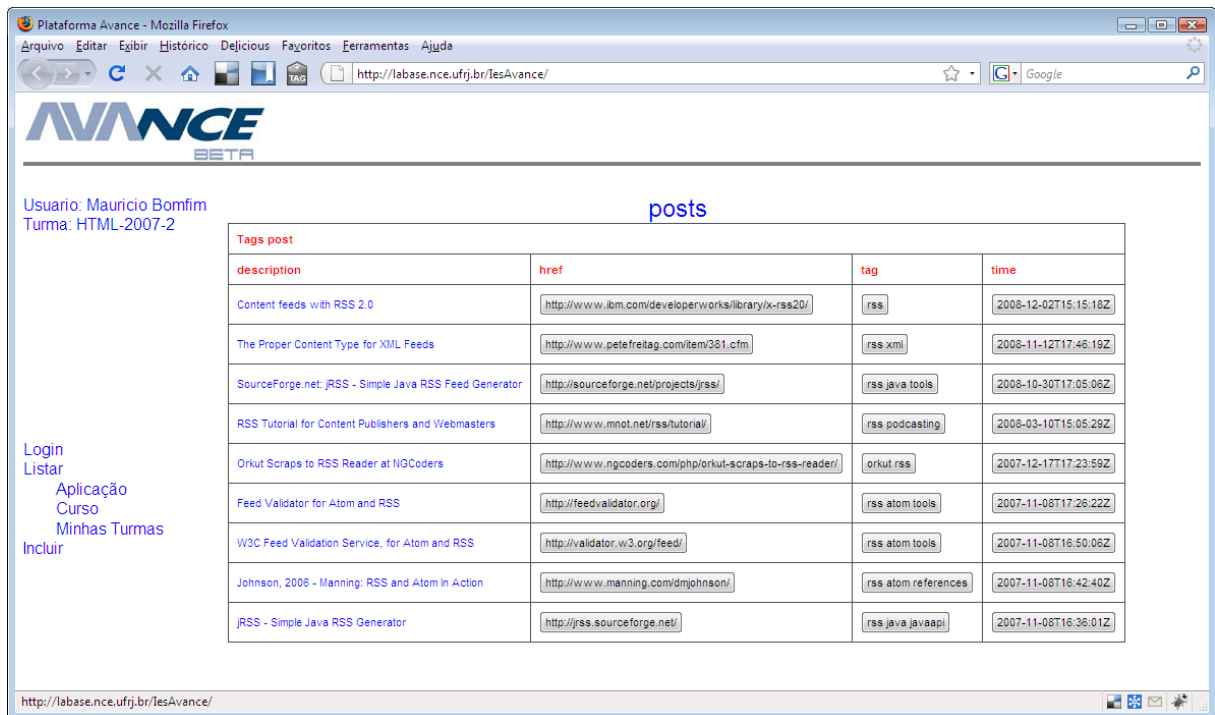 Plataforma Avance - Mozilla Firefox
Arquivo Editar Exibir Histórico Delicious Favoritos Ferramentas Ajuda
TAG http://labase.nce.ufrj.br/IesAvance/ G Google
AVANCE
BETA
Usuario: Mauricio Bomfim
Turma: HTML-2007-2
posts
Tags post
description href tag time
Content feeds with RSS 2.0 http://www.ibm.com/developerworks/library/x-rss20/ rss 2008-12-02T15:15:18Z
The Proper Content Type for XML Feeds http://www.petefreitag.com/item/381.cfm rss xml 2008-11-12T17:46:19Z
SourceForge.net: jRSS - Simple Java RSS Feed Generator http://sourceforge.net/projects/jrss/ rss java tools 2008-10-30T17:05:06Z
RSS Tutorial for Content Publishers and Webmasters http://www.mnot.net/rss/tutorial/ rss podcasting 2008-03-10T15:05:29Z
Orkut Scraps to RSS Reader at NGCoders http://www.ngcoders.com/php/orkut-scraps-to-rss-reader/ orkut rss 2007-12-17T17:23:59Z
Feed Validator for Atom and RSS http://feedvalidator.org/ rss atom tools 2007-11-08T17:26:22Z
W3C Feed Validation Service, for Atom and RSS http://validator.w3.org/feed/ rss atom tools 2007-11-08T16:50:06Z
Johnson, 2006 - Manning: RSS and Atom In Action http://www.manning.com/dmjohnson/ rss atom references 2007-11-08T16:42:40Z
jRSS - Simple Java RSS Generator http://jrss.sourceforge.net/ rss java javaapi 2007-11-08T16:36:01Z
Login
Listar
Aplicação
Curso
Minhas Turmas
Incluir
http://labase.nce.ufrj.br/IesAvance/